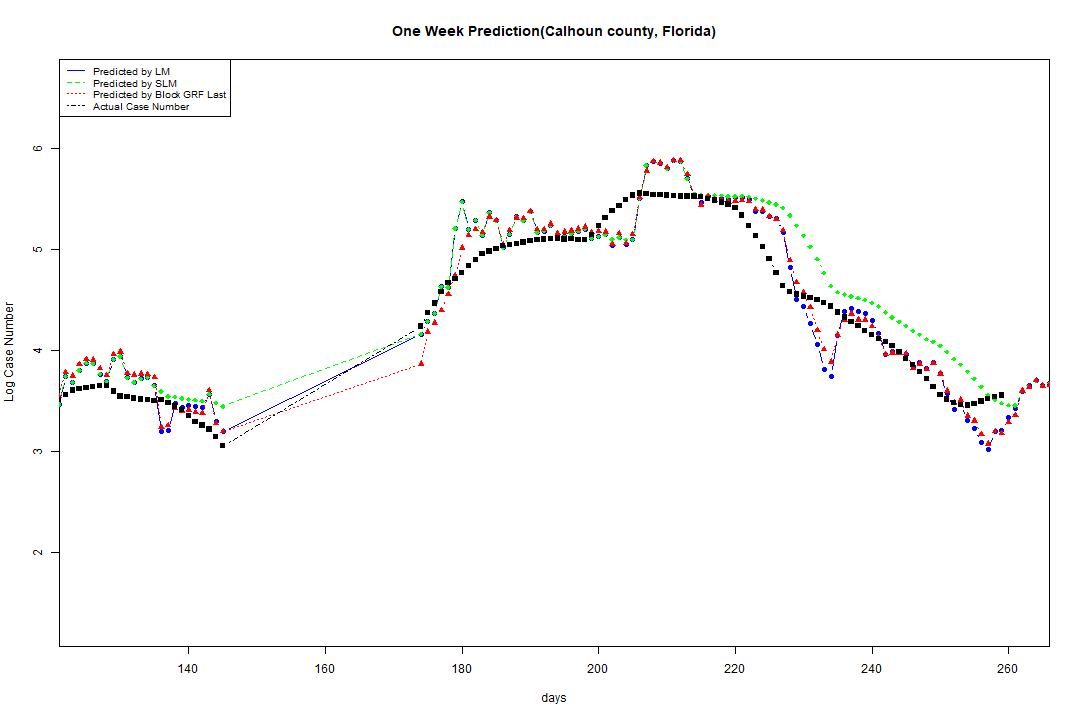 One Week Prediction(Calhoun county, Florida)
Predicted by LM
Predicted by SLM
Predicted by Block GRF Last
Actual Case Number
6
5
4
3
2
Log Case Number
140 160 180 200 220 240 260
days